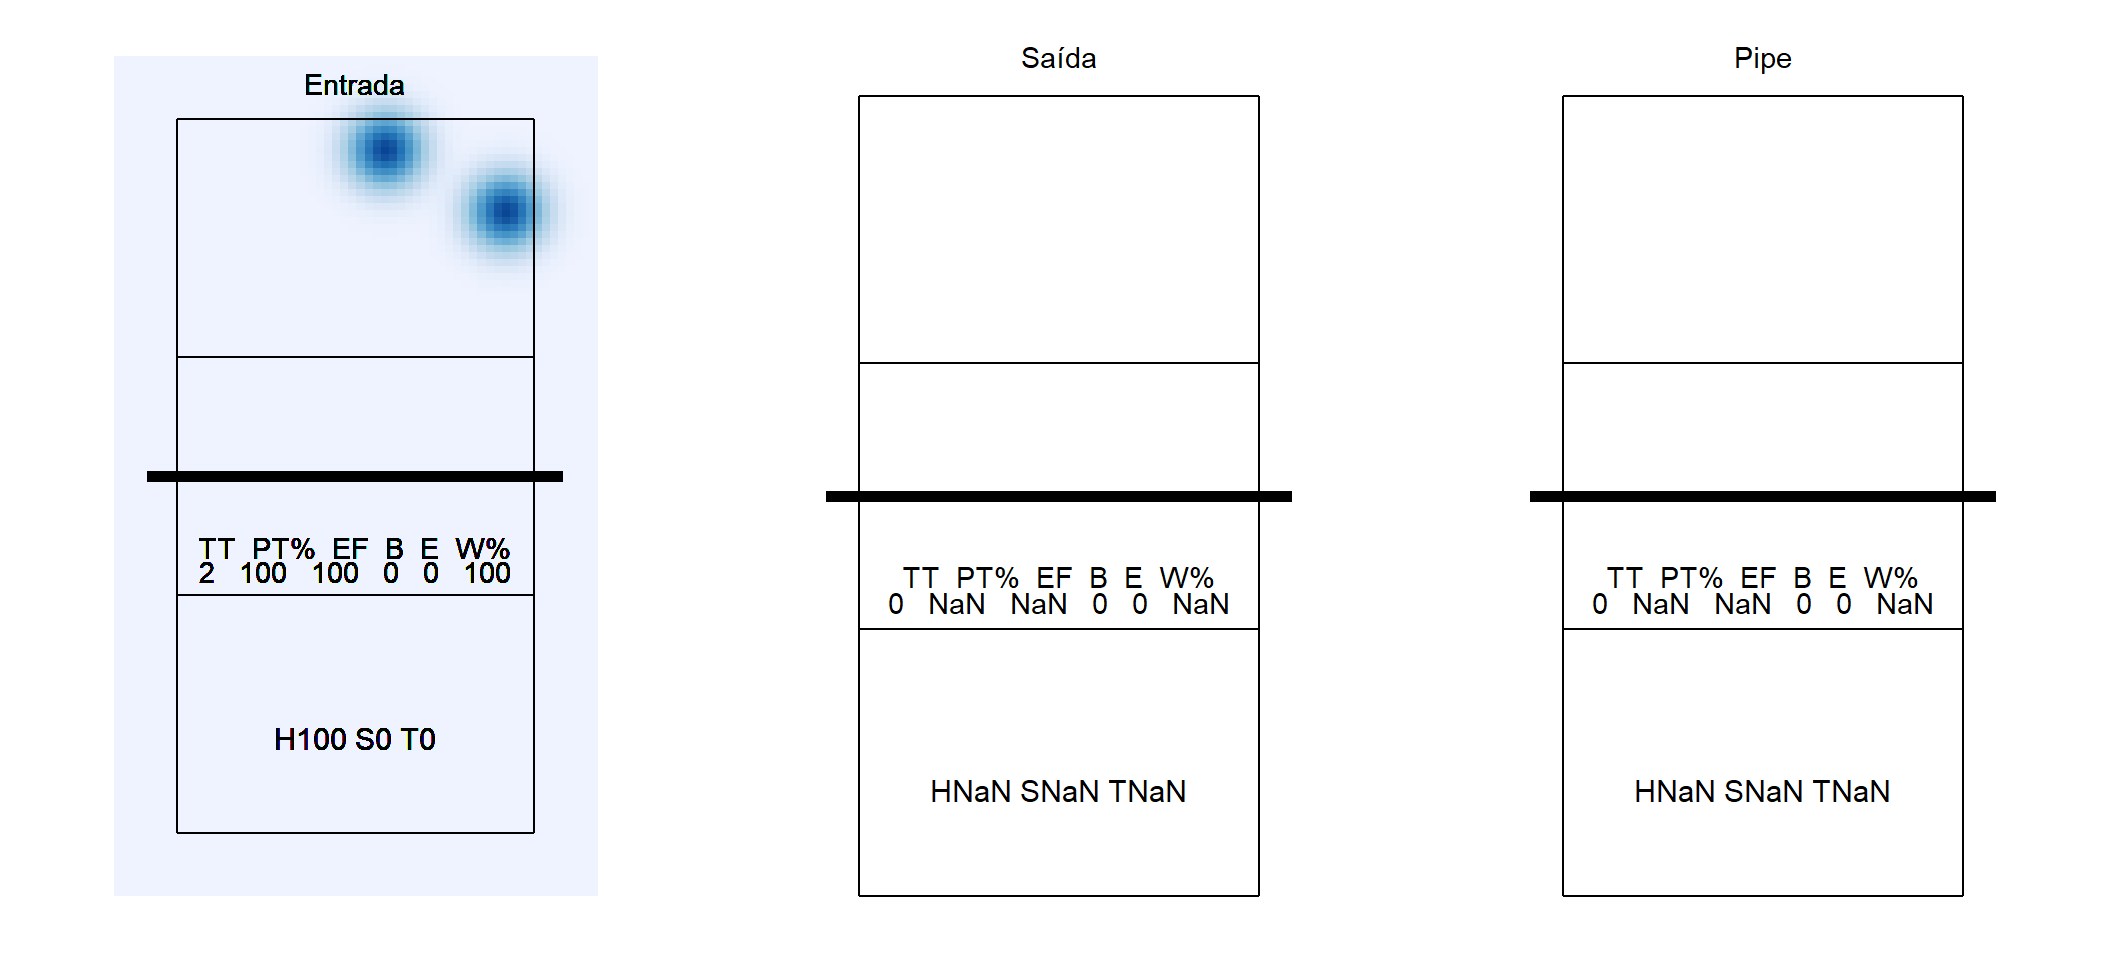 Entrada
TT PT% EF B E W%
2 100 100 0 0 100
H100 S0 T0
Saída
TT PT% EF B E W%
0 NaN NaN 0 0 NaN
HNaN SNaN TNaN
Pipe
TT PT% EF B E W%
0 NaN NaN 0 0 NaN
HNaN SNaN TNaN